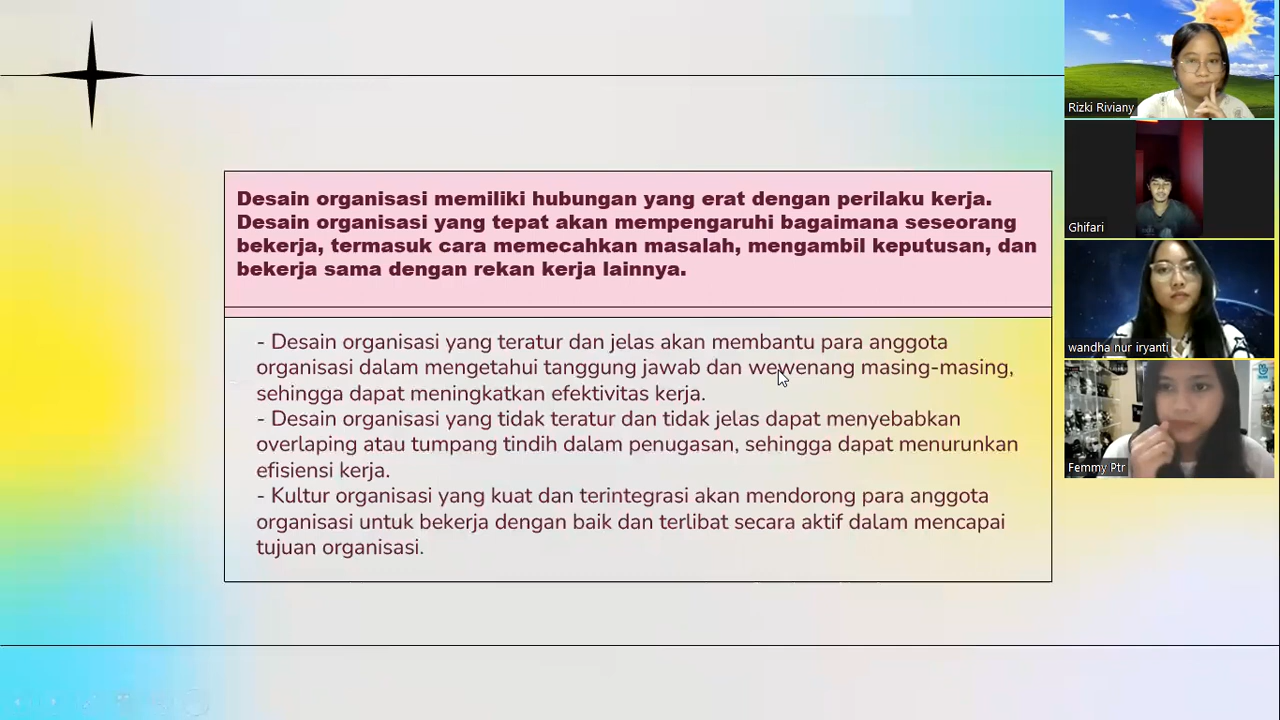 Desain organisasi memiliki hubungan yang erat dengan perilaku kerja.
Desain organisasi yang tepat akan mempengaruhi bagaimana seseorang
bekerja, termasuk cara memecahkan masalah, mengambil keputusan, dan
bekerja sama dengan rekan kerja lainnya.
- Desain organisasi yang teratur dan jelas akan membantu para anggota
organisasi dalam mengetahui tanggung jawab dan wewenang masing-masing,
sehingga dapat meningkatkan efektivitas kerja.
- Desain organisasi yang tidak teratur dan tidak jelas dapat menyebabkan
overlaping atau tumpang tindih dalam penugasan, sehingga dapat menurunkan
efisiensi kerja.
- Kultur organisasi yang kuat dan terintegrasi akan mendorong para anggota
organisasi untuk bekerja dengan baik dan terlibat secara aktif dalam mencapai
tujuan organisasi.
Rizki Riviany
Ghifari
wandha nur iryanti
Femmy Ptr